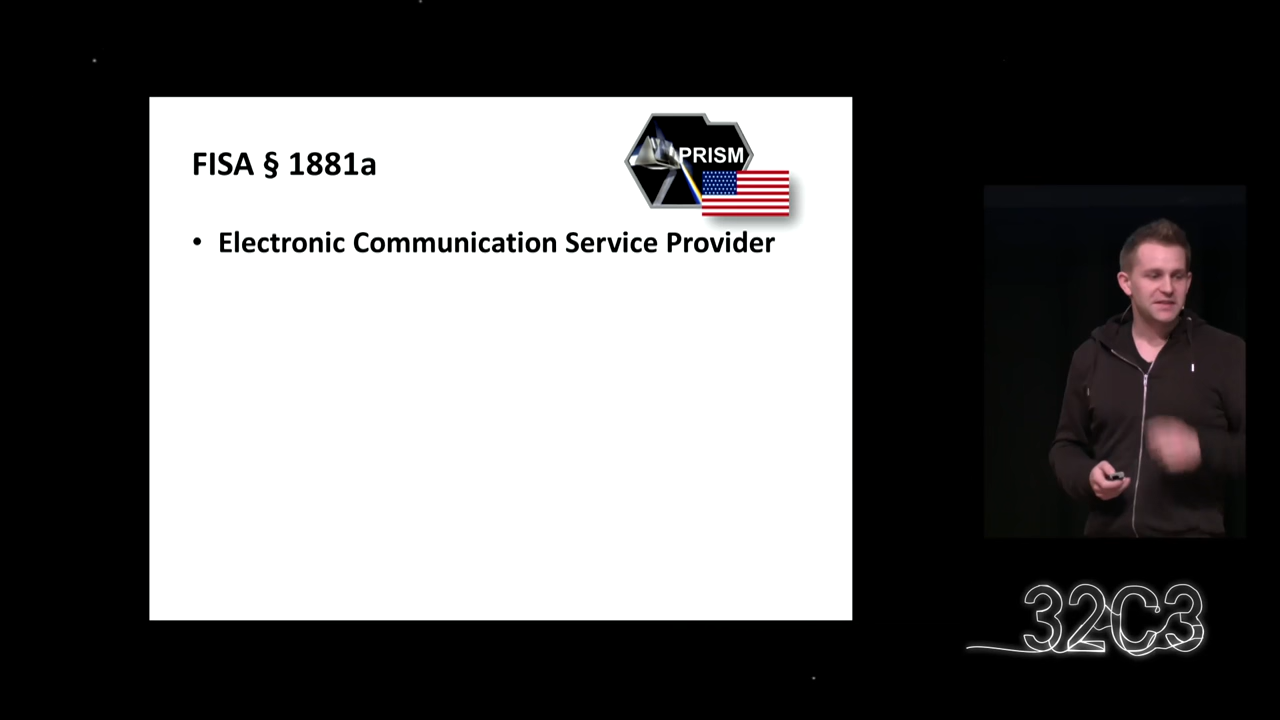 FISA § 1881a
PRISM
• Electronic Communication Service Provider
32C3